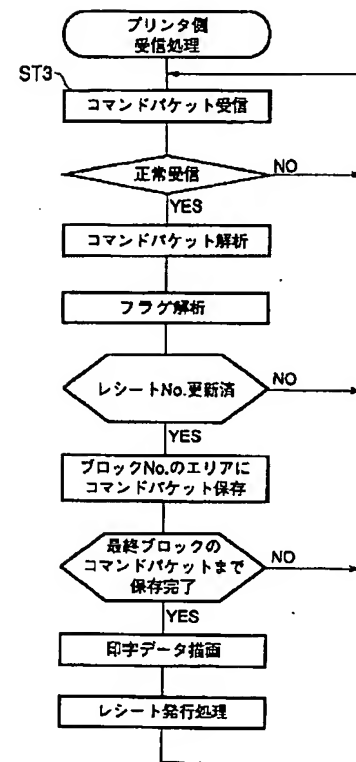 プリンタ側
受信処理
ST3
コマンドパケット受信
正常受信
NO
YES
コマンドパケット解析
フラグ解析
レシートNo.更新済
NO
YES
ブロックNo.のエリアに
コマンドパケット保存
最終ブロックの
コマンドパケットまで
保存完了
NO
YES
印字データ描画
レシート発行処理